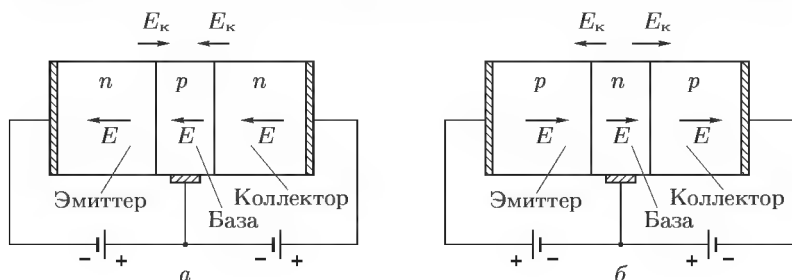 Eк Eк
n p n
E E E
Эмиттер
База
Коллектор
− + − +
а
Eк Eк
p n p
E E E
Эмиттер
База
Коллектор
+ − + −
б